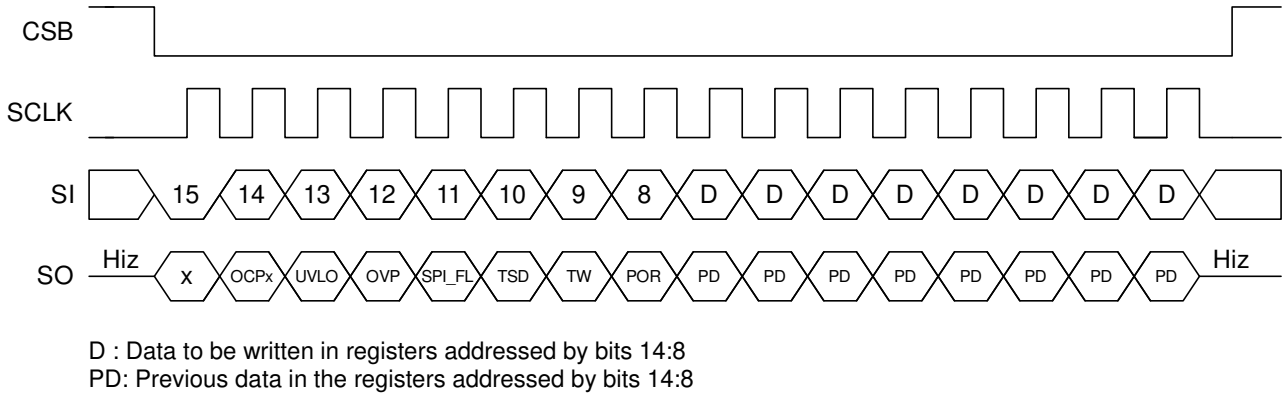 CSB
SCLK
SI 15 14 13 12 11 10 9 8 D D D D D D D D
SO Hiz x OCPx UVLO OVP SPI_FL TSD TW POR PD PD PD PD PD PD PD PD Hiz
D : Data to be written in registers addressed by bits 14:8
PD: Previous data in the registers addressed by bits 14:8